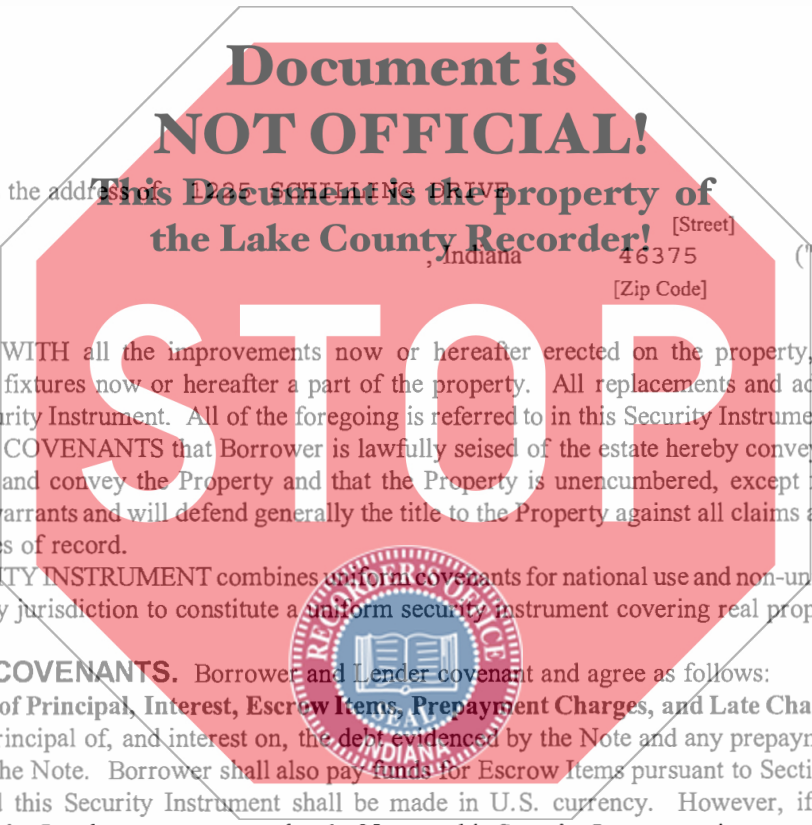 Document is
NOT OFFICIAL!
the address of 1225 SCHILLING DRIVE
This Document is the property of
[Street]
the Lake County Recorder!
, Indiana 46375 ("
[Zip Code]
STOP
WITH all the improvements now or hereafter erected on the property,
fixtures now or hereafter a part of the property. All replacements and ad
urity Instrument. All of the foregoing is referred to in this Security Instrume
COVENANTS that Borrower is lawfully seised of the estate hereby convey
and convey the Property and that the Property is unencumbered, except
warrants and will defend generally the title to the Property against all claims a
s of record.
ITY INSTRUMENT combines uniform covenants for national use and non-un
y jurisdiction to constitute a uniform security instrument covering real prop
RECORDER'S OFFICE
SEAL
INDIANA
COVENANTS. Borrower and Lender covenant and agree as follows:
of Principal, Interest, Escrow Items, Prepayment Charges, and Late Cha
rincipal of, and interest on, the debt evidenced by the Note and any prepaym
he Note. Borrower shall also pay funds for Escrow Items pursuant to Secti
this Security Instrument shall be made in U.S. currency. However, if